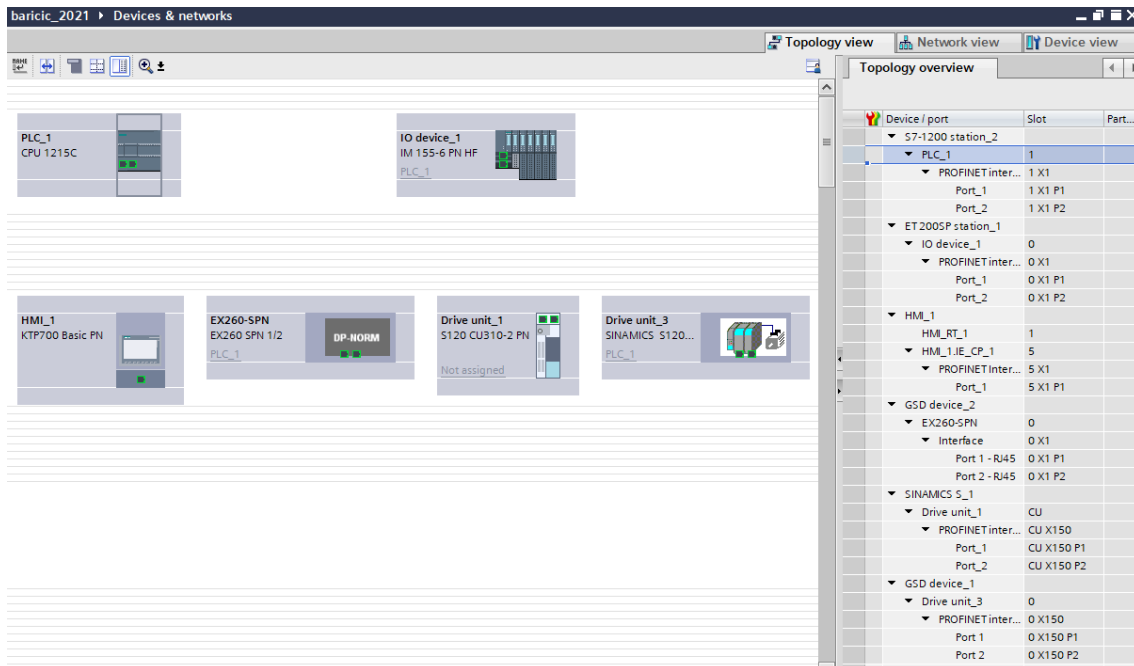 baricic_2021 ▸ Devices & networks
Topology view
Network view
Device view
Topology overview
PLC_1
CPU 1215C
IO device_1
IM 155-6 PN HF
PLC_1
HMI_1
KTP700 Basic PN
EX260-SPN
EX260 SPN 1/2
PLC_1
DP-NORM
Drive unit_1
S120 CU310-2 PN
Not assigned
Drive unit_3
SINAMICS S120...
PLC_1
Device / port Slot Part...
S7-1200 station_2
PLC_1 1
PROFINET inter... 1 X1
Port_1 1 X1 P1
Port_2 1 X1 P2
ET 200SP station_1
IO device_1 0
PROFINET inter... 0 X1
Port_1 0 X1 P1
Port_2 0 X1 P2
HMI_1
HMI_RT_1 1
HMI_1.IE_CP_1 5
PROFINET Inter... 5 X1
Port_1 5 X1 P1
GSD device_2
EX260-SPN 0
Interface 0 X1
Port 1 - RJ45 0 X1 P1
Port 2 - RJ45 0 X1 P2
SINAMICS S_1
Drive unit_1 CU
PROFINET inter... CU X150
Port_1 CU X150 P1
Port_2 CU X150 P2
GSD device_1
Drive unit_3 0
PROFINET inter... 0 X150
Port 1 0 X150 P1
Port 2 0 X150 P2